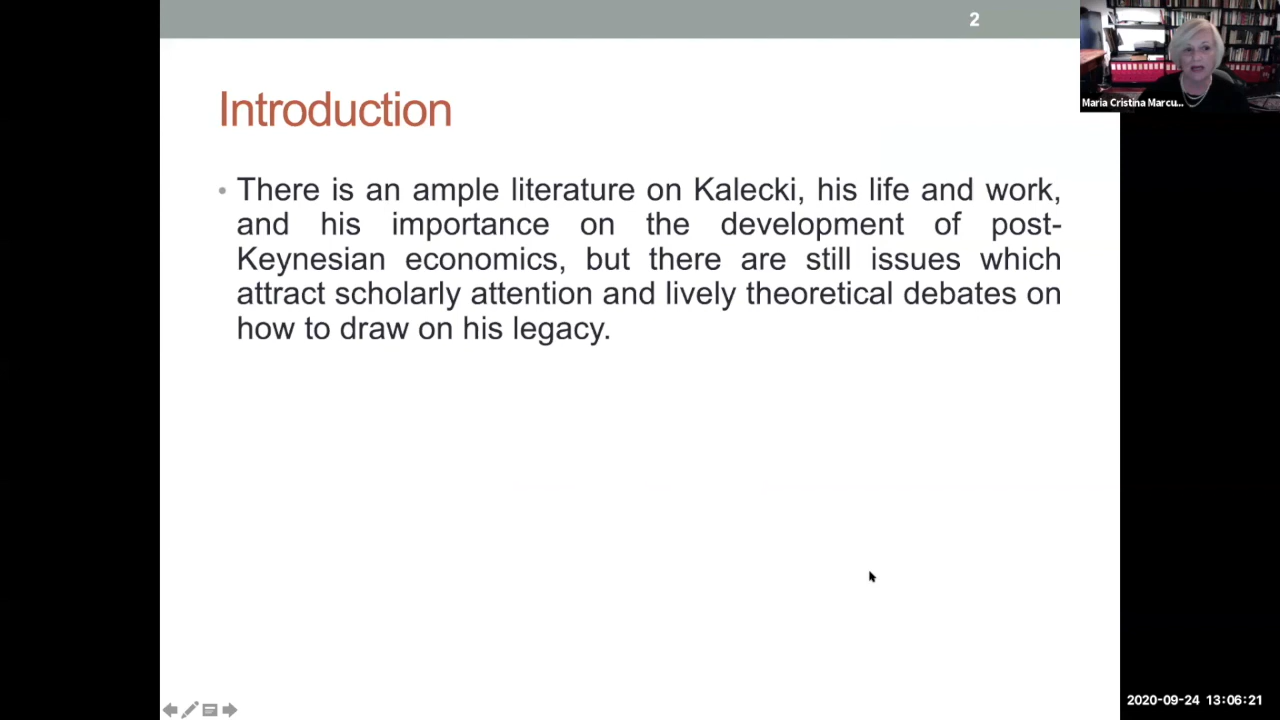 2
Maria Cristina Marcu...
Introduction
• There is an ample literature on Kalecki, his life and work,
and his importance on the development of post-
Keynesian economics, but there are still issues which
attract scholarly attention and lively theoretical debates on
how to draw on his legacy.
2020-09-24 13:06:21